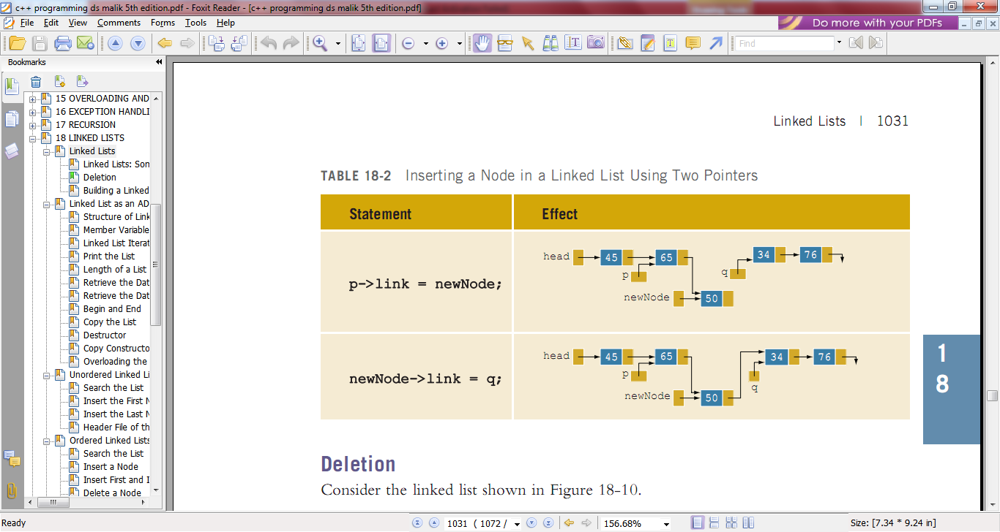 c++ programming ds malik 5th edition.pdf - Foxit Reader - [c++ programming ds malik 5th edition.pdf]
File Edit View Comments Forms Tools Help
Do more with your PDFs
Find
Bookmarks
15 OVERLOADING AND
16 EXCEPTION HANDLI
17 RECURSION
18 LINKED LISTS
Linked Lists
Linked Lists: Son
Deletion
Building a Linked
Linked List as an AD
Structure of Link
Member Variable
Linked List Iterat
Print the List
Length of a List
Retrieve the Dat
Retrieve the Dat
Begin and End
Copy the List
Destructor
Copy Constructo
Overloading the
Unordered Linked Li
Search the List
Insert the First N
Insert the Last N
Header File of th
Ordered Linked Lists
Search the List
Insert a Node
Insert First and I
Delete a Node
Linked Lists | 1031
TABLE 18-2 Inserting a Node in a Linked List Using Two Pointers
Statement Effect
p->link = newNode;
head 45 65 34 76
p q
newNode 50
newNode->link = q;
head 45 65 34 76
p
q
newNode 50
1
8
Deletion
Consider the linked list shown in Figure 18-10.
Ready
1031 ( 1072 /
156.68%
Size: [7.34 * 9.24 in]